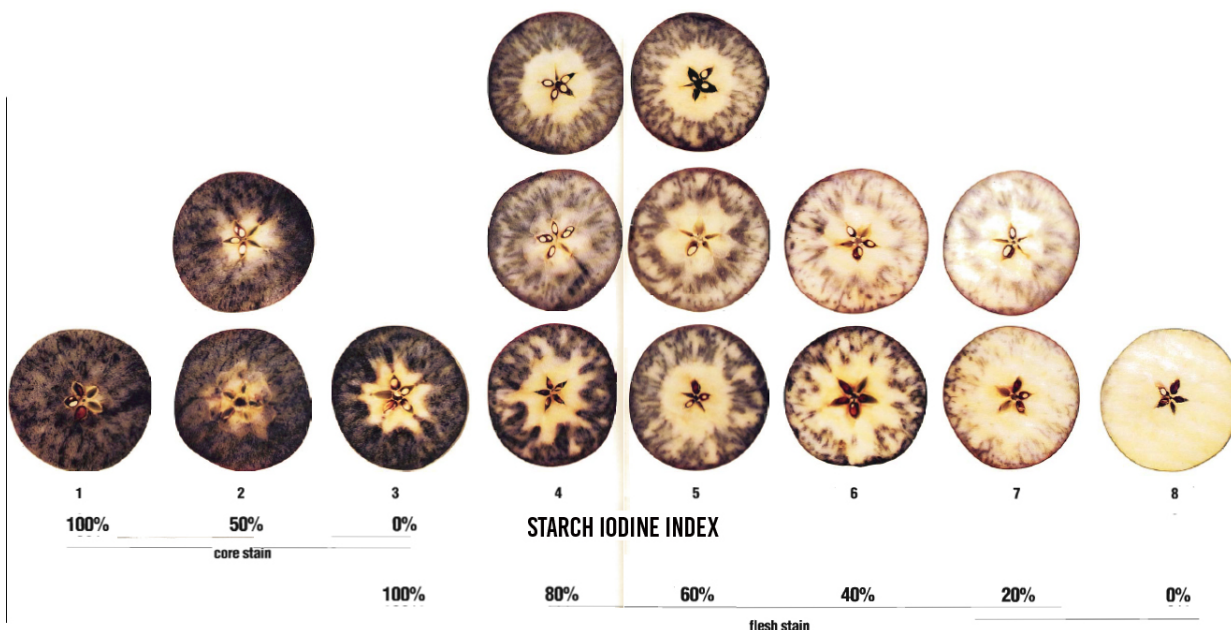 1 2 3 4 5 6 7 8
100% 50% 0% STARCH IODINE INDEX
core stain
100% 80% 60% 40% 20% 0%
flesh stain